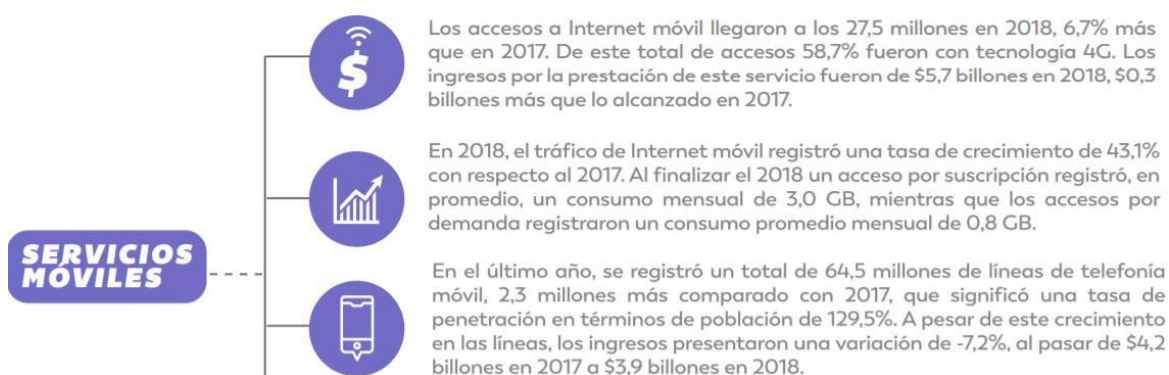 Los accesos a Internet móvil llegaron a los 27,5 millones en 2018, 6,7% más
que en 2017. De este total de accesos 58,7% fueron con tecnología 4G. Los
ingresos por la prestación de este servicio fueron de $5,7 billones en 2018, $0,3
billones más que lo alcanzado en 2017.
En 2018, el tráfico de Internet móvil registró una tasa de crecimiento de 43,1%
con respecto al 2017. Al finalizar el 2018 un acceso por suscripción registró, en
promedio, un consumo mensual de 3,0 GB, mientras que los accesos por
demanda registraron un consumo promedio mensual de 0,8 GB.
SERVICIOS
MÓVILES
En el último año, se registró un total de 64,5 millones de líneas de telefonía
móvil, 2,3 millones más comparado con 2017, que significó una tasa de
penetración en términos de población de 129,5%. A pesar de este crecimiento
en las líneas, los ingresos presentaron una variación de -7,2%, al pasar de $4,2
billones en 2017 a $3,9 billones en 2018.